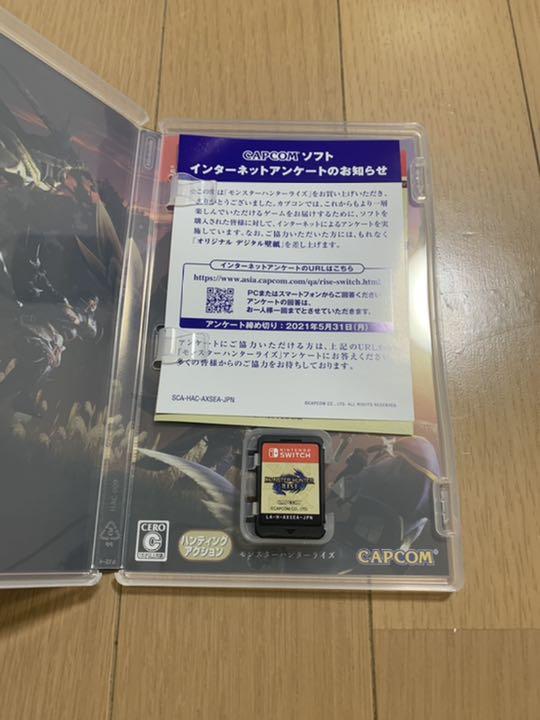 CAPCOM ソフト
インターネットアンケートのお知らせ
この度は『モンスターハンターライズ』をお買い上げいただき、
ありがとうございました。カプコンでは、これからもより一層
楽しんでいただけるゲームをお届けするために、ソフトを
購入された皆様に対して、インターネットによるアンケートを実
施しています。なお、ご協力いただいた方には、もれなく
「オリジナル デジタル壁紙」を差し上げます。
インターネットアンケートのURLはこちら
https://www.asia.capcom.com/qa/rise-switch.html
PCまたはスマートフォンからご回答ください
アンケートの回答は、
お一人様一回までとさせていただきます。
アンケート締め切り:2021年5月31日(月)
アンケートにご協力いただける方は、上記のURLから
『モンスターハンターライズ』アンケートにお答えください。
多くの皆様からのご協力をお待ちしております。
SCA-HAC-AXSEA-JPN
©CAPCOM CO., LTD. ALL RIGHTS RESERVED.
NINTENDO
SWITCH
MONSTER HUNTER
RISE
CAPCOM
©CAPCOM CO., LTD.
LA-H-AXSEA-JPN
CERO
C
ハンティング
アクション
モンスターハンターライズ
CAPCOM